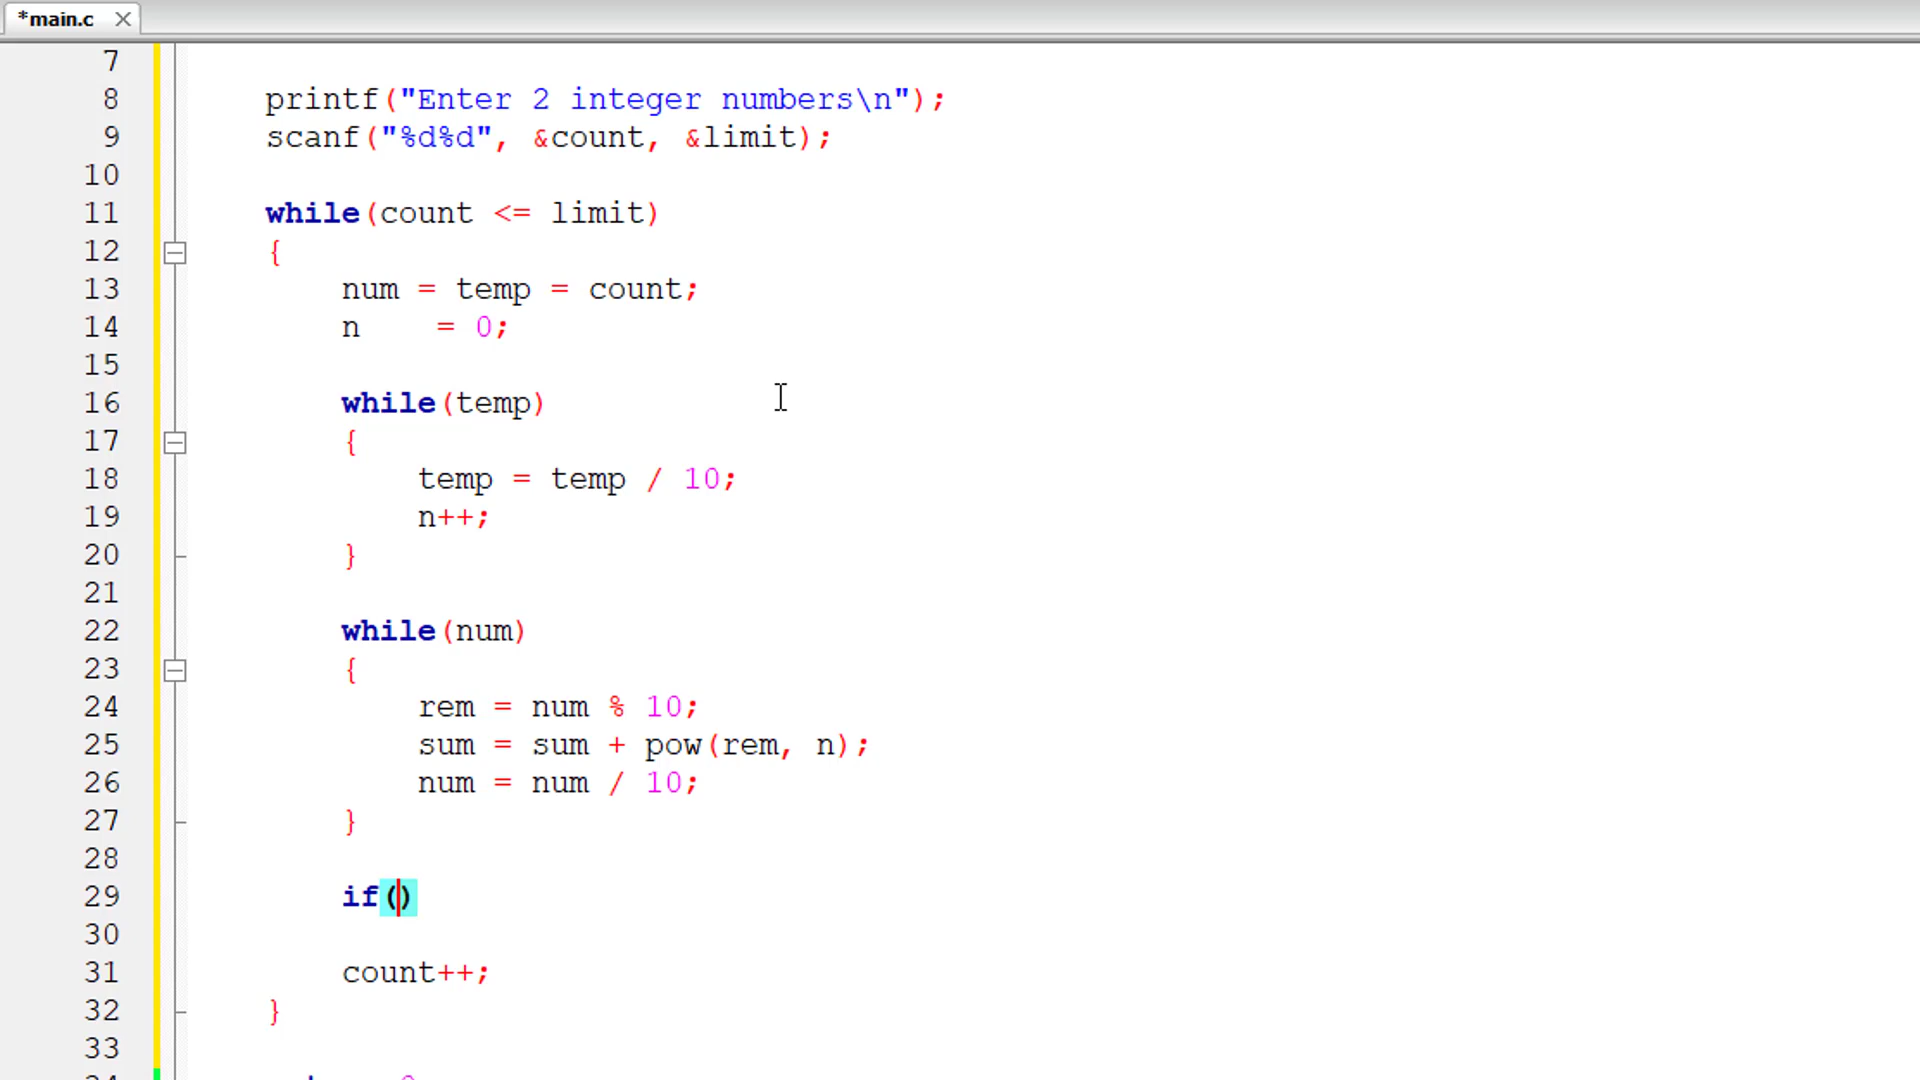 *main.c
7
8 printf("Enter 2 integer numbers\n");
9 scanf("%d%d", &count, &limit);
10
11 while(count <= limit)
12 {
13 num = temp = count;
14 n    = 0;
15
16 while(temp)
17 {
18 temp = temp / 10;
19 n++;
20 }
21
22 while(num)
23 {
24 rem = num % 10;
25 sum = sum + pow(rem, n);
26 num = num / 10;
27 }
28
29 if()
30
31 count++;
32 }
33